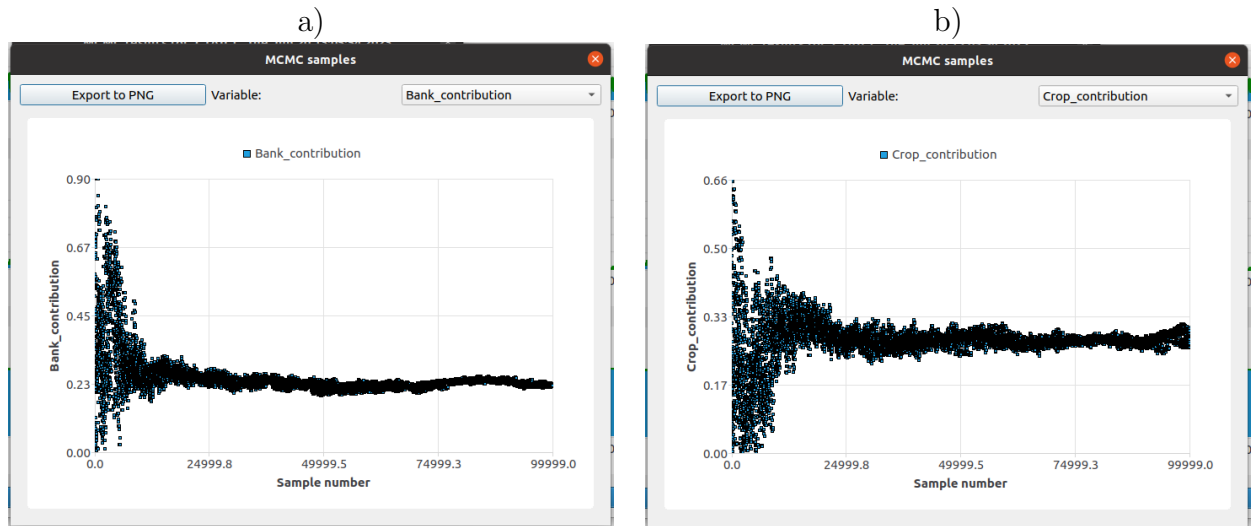 a)
MCMC samples
Export to PNG Variable: Bank_contribution
Bank_contribution
0.90
0.67
0.45
0.23
0.00
Bank_contribution
0.0 24999.8 49999.5 74999.3 99999.0
Sample number
b)
MCMC samples
Export to PNG Variable: Crop_contribution
Crop_contribution
0.66
0.50
0.33
0.17
0.00
Crop_contribution
0.0 24999.8 49999.5 74999.3 99999.0
Sample number